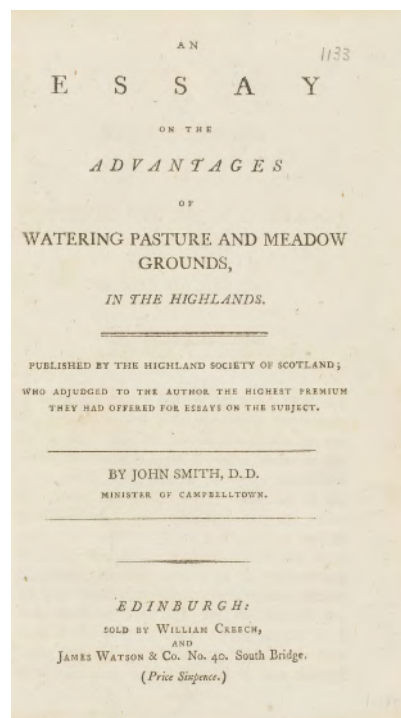 AN
1133
ESSAY
ON THE
ADVANTAGES
OF
WATERING PASTURE AND MEADOW
GROUNDS,
IN THE HIGHLANDS.
PUBLISHED BY THE HIGHLAND SOCIETY OF SCOTLAND;
WHO ADJUDGED TO THE AUTHOR THE HIGHEST PREMIUM
THEY HAD OFFERED FOR ESSAYS ON THE SUBJECT.
BY JOHN SMITH, D.D.
MINISTER OF CAMPBELLTOWN.
EDINBURGH:
SOLD BY WILLIAM CREECH,
AND
JAMES WATSON & Co. No. 40. South Bridge.
(Price Sixpence.)